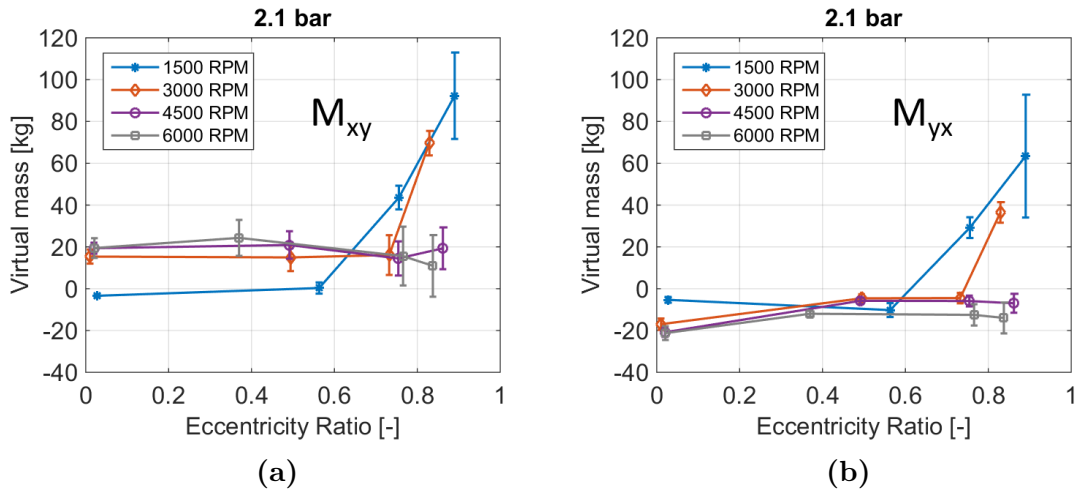 2.1 bar
120
100
80
60
40
20
0
-20
-40
Virtual mass [kg]
1500 RPM
3000 RPM
4500 RPM
6000 RPM
Mxy
0 0.2 0.4 0.6 0.8 1
Eccentricity Ratio [-]
(a)
2.1 bar
120
100
80
60
40
20
0
-20
-40
Virtual mass [kg]
1500 RPM
3000 RPM
4500 RPM
6000 RPM
Myx
0 0.2 0.4 0.6 0.8 1
Eccentricity Ratio [-]
(b)